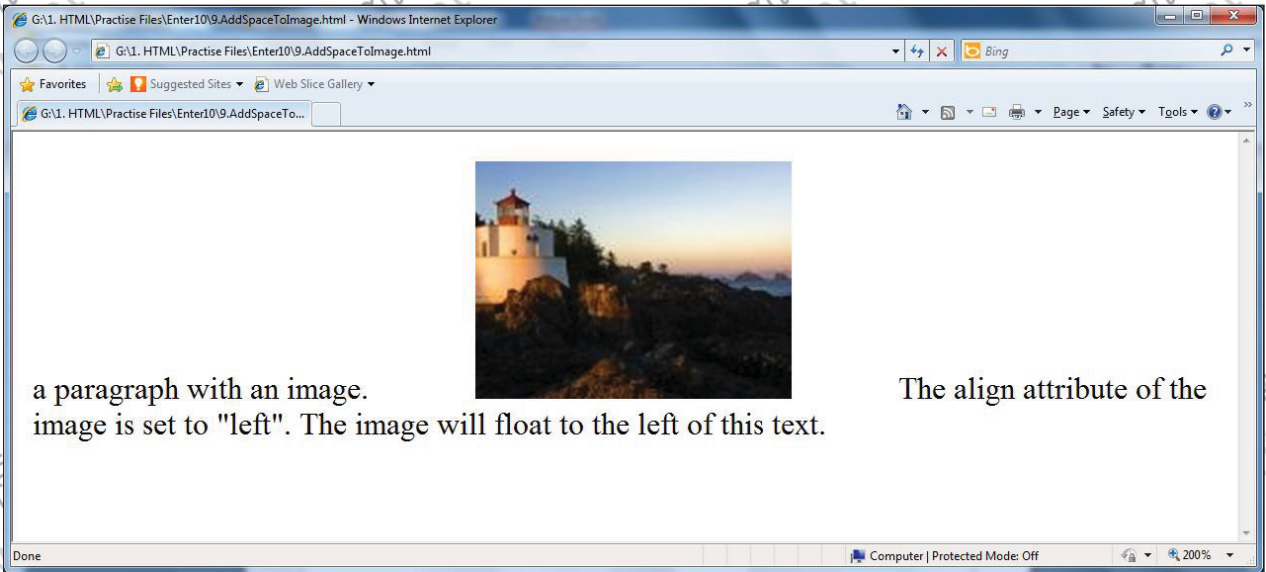 G:\1. HTML\Practise Files\Enter10\9.AddSpaceToImage.html - Windows Internet Explorer
G:\1. HTML\Practise Files\Enter10\9.AddSpaceToImage.html
Bing
Favorites Suggested Sites Web Slice Gallery
G:\1. HTML\Practise Files\Enter10\9.AddSpaceTo... Page Safety Tools
a paragraph with an image. The align attribute of the
image is set to "left". The image will float to the left of this text.
Done Computer | Protected Mode: Off 200%